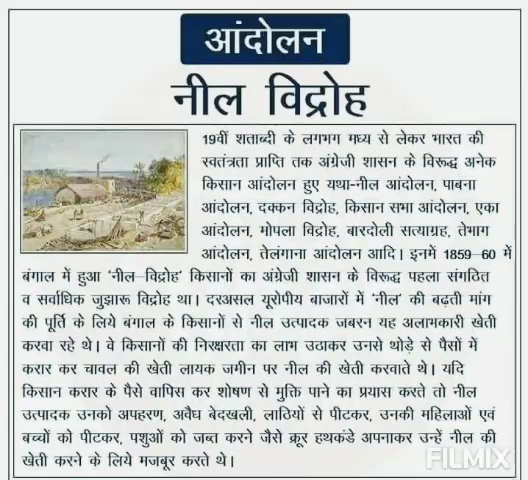 आंदोलन
नील विद्रोह
19वीं शताब्दी के लगभग मध्य से लेकर भारत की
स्वतंत्रता प्राप्ति तक अंग्रेजी शासन के विरूद्ध अनेक
किसान आंदोलन हुए यथा-नील आंदोलन, पाबना
आंदोलन, दक्कन विद्रोह, किसान सभा आंदोलन, एका
आंदोलन, मोपला विद्रोह, बारदोली सत्याग्रह, तेभाग
आंदोलन, तेलंगाना आंदोलन आदि। इनमें 1859–60 में
बंगाल में हुआ 'नील–विद्रोह' किसानों का अंग्रेजी शासन के विरूद्ध पहला संगठित
व सर्वाधिक जुझारू विद्रोह था। दरअसल यूरोपीय बाजारों में 'नील' की बढ़ती मांग
की पूर्ति के लिये बंगाल के किसानों से नील उत्पादक जबरन यह अलाभकारी खेती
करवा रहे थे। वे किसानों की निरक्षरता का लाभ उठाकर उनसे थोड़े से पैसों में
करार कर चावल की खेती लायक जमीन पर नील की खेती करवाते थे। यदि
किसान करार के पैसे वापिस कर शोषण से मुक्ति पाने का प्रयास करते तो नील
उत्पादक उनको अपहरण, अवैध बेदखली, लाठियों से पीटकर, उनकी महिलाओं एवं
बच्चों को पीटकर, पशुओं को जब्त करने जैसे क्रूर हथकंडे अपनाकर उन्हें नील की
खेती करने के लिये मजबूर करते थे।
FILMIX